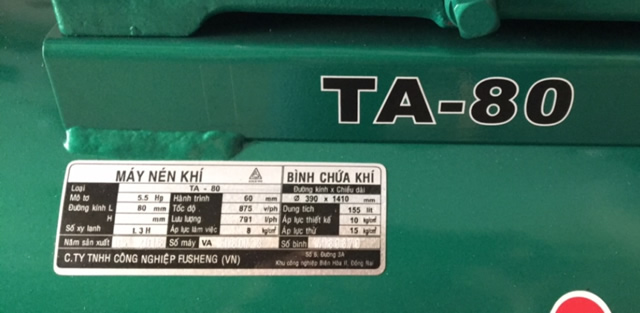 TA-80
MÁY NÉN KHÍ
BÌNH CHỨA KHÍ
Loại TA - 80
Đường kính x Chiều dài
Mô tơ 5.5 Hp Hành trình 60 mm
Ø 390 x 1410 mm
Đường kính L 80 mm Tốc độ 875 v/ph
Dung tích 155 lít
H mm Lưu lượng 791 l/ph
Áp lực thiết kế 10 kg/cm²
Số xy lanh L 3 H Áp lực làm việc 8 kg/cm²
Áp lực thử 15 kg/cm²
Năm sản xuất Số máy VA
Số bình
C.TY TNHH CÔNG NGHIỆP FUSHENG (VN)
Số 8, Đường 3A
Khu công nghiệp Biên Hòa II, Đồng Nai